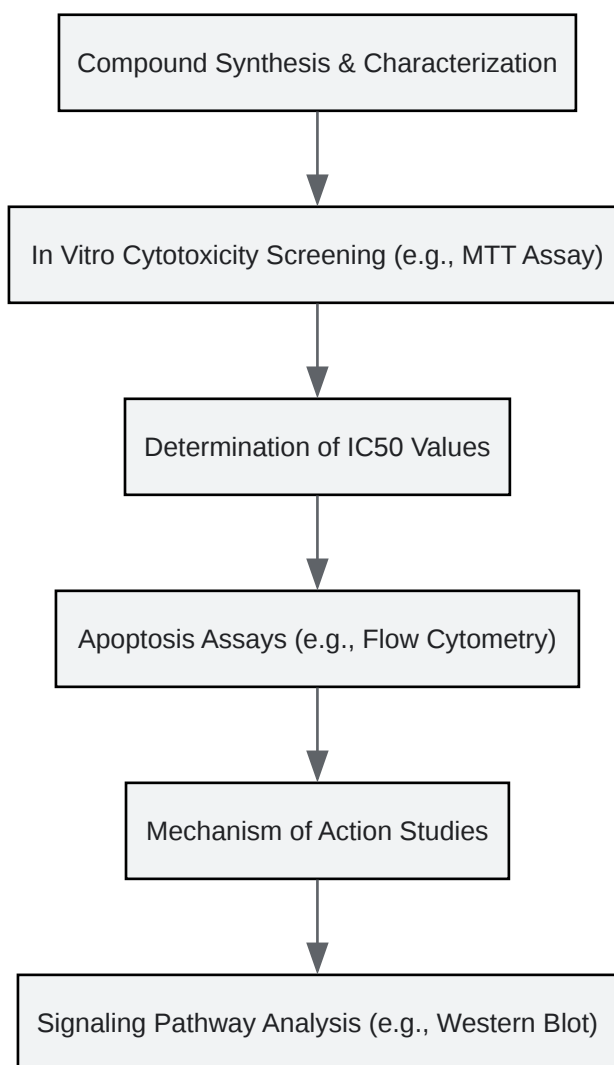 Compound Synthesis & Characterization
In Vitro Cytotoxicity Screening (e.g., MTT Assay)
Determination of IC50 Values
Apoptosis Assays (e.g., Flow Cytometry)
Mechanism of Action Studies
Signaling Pathway Analysis (e.g., Western Blot)